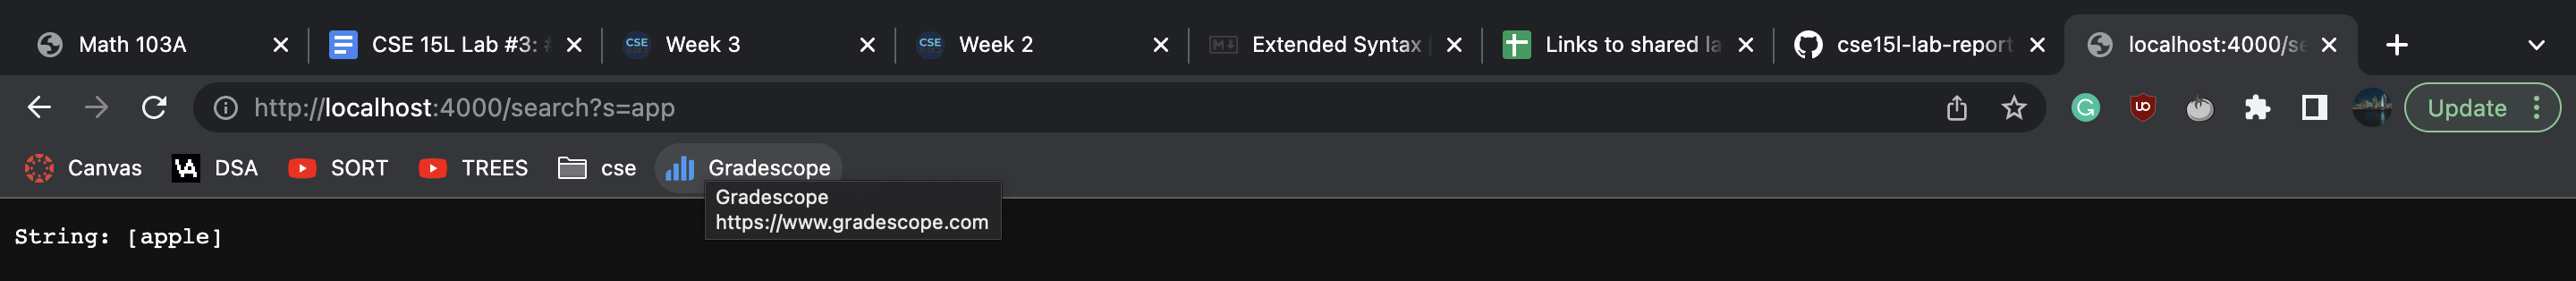 Math 103A
CSE 15L Lab #3: #
CSE Week 3
CSE Week 2
Extended Syntax
Links to shared la
cse15l-lab-report
localhost:4000/se
http://localhost:4000/search?s=app
Update
Canvas
DSA
SORT
TREES
cse
Gradescope
Gradescope
https://www.gradescope.com
String: [apple]